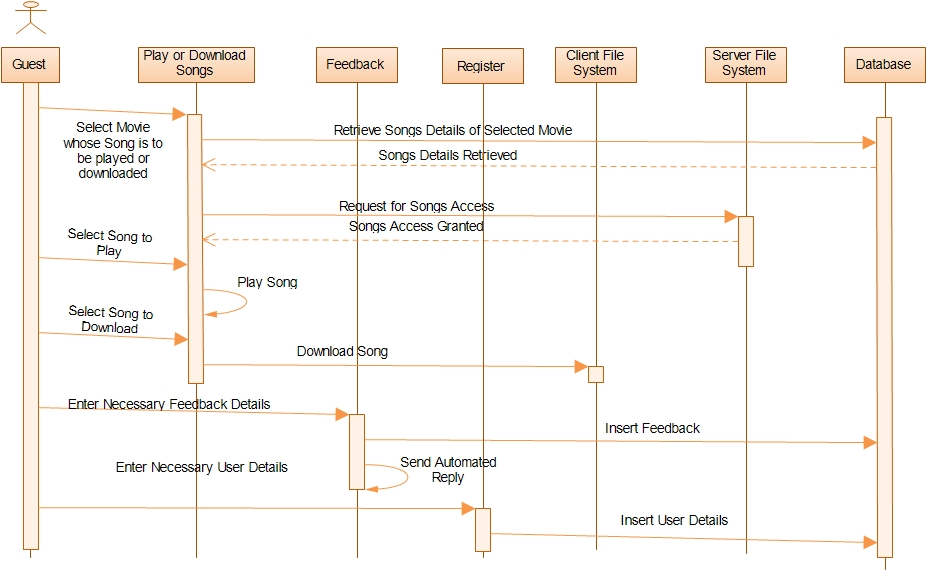 Guest
Play or Download
Songs
Feedback
Register
Client File
System
Server File
System
Database
Select Movie
whose Song is to
be played or
downloaded
Retrieve Songs Details of Selected Movie
Songs Details Retrieved
Request for Songs Access
Songs Access Granted
Select Song to
Play
Play Song
Select Song to
Download
Download Song
Enter Necessary Feedback Details
Insert Feedback
Enter Necessary User Details
Send Automated
Reply
Insert User Details